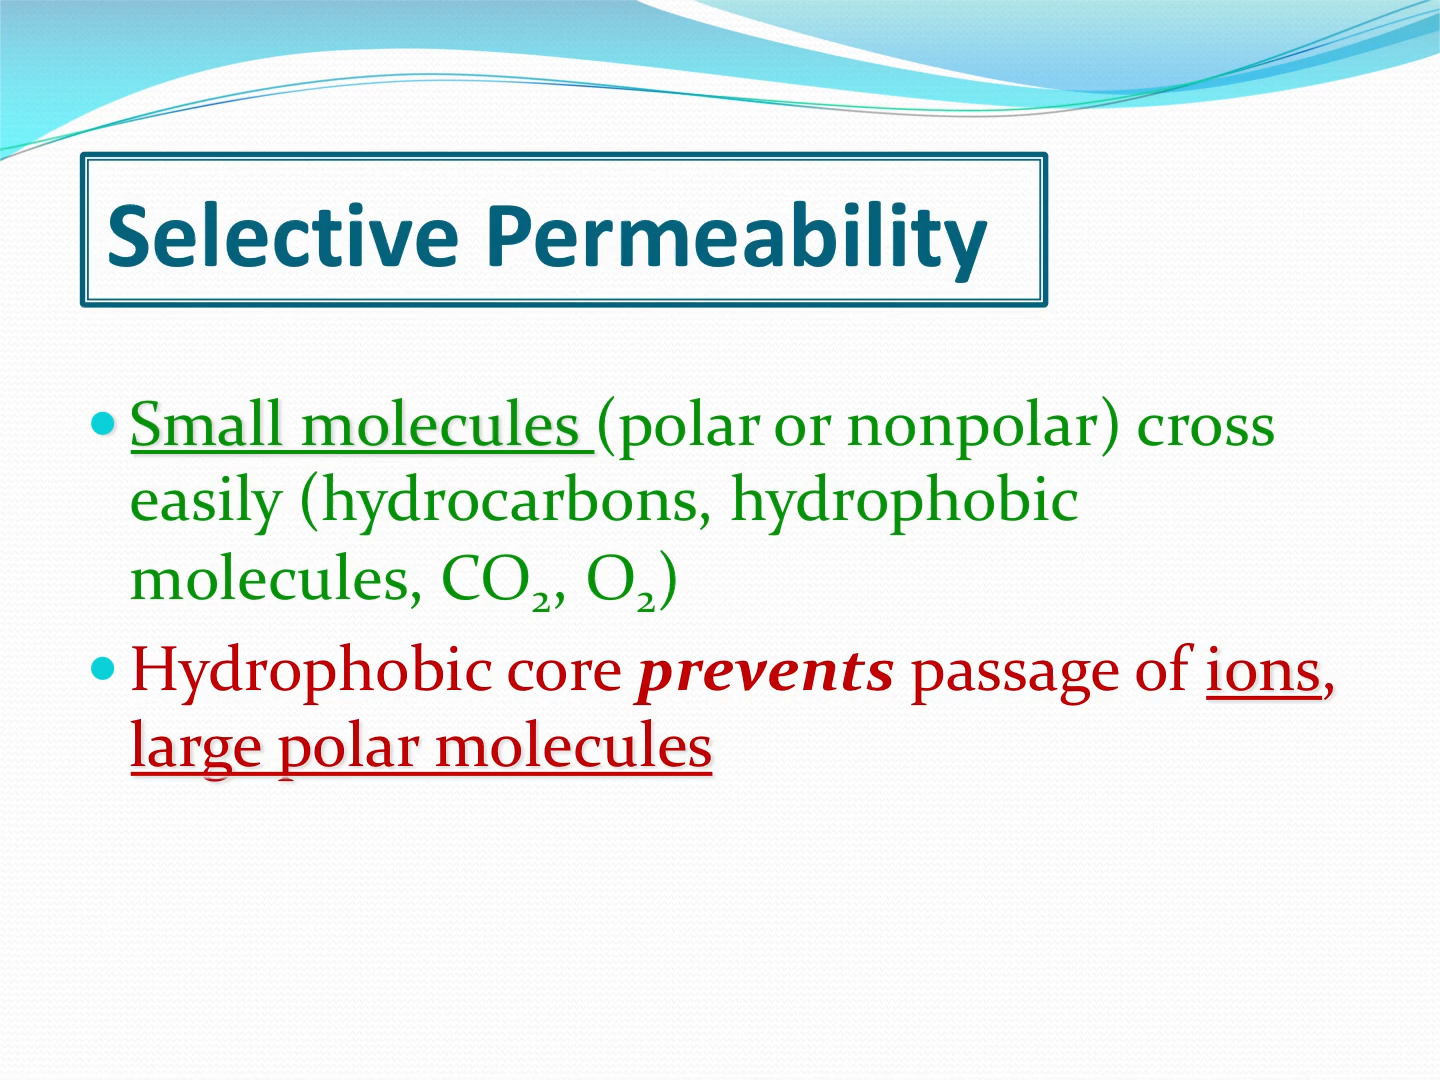 Selective Permeability
• Small molecules (polar or nonpolar) cross
easily (hydrocarbons, hydrophobic
molecules, CO₂, O₂)
• Hydrophobic core prevents passage of ions,
large polar molecules